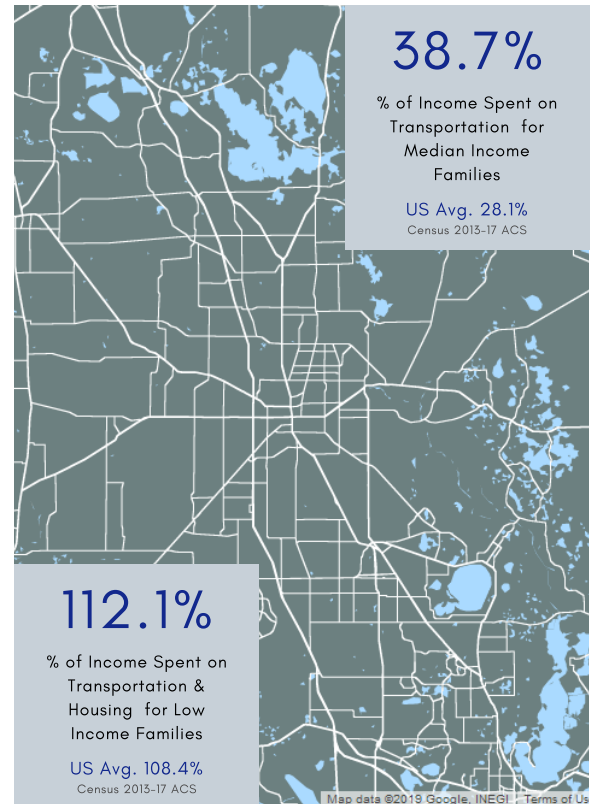 38.7%
% of Income Spent on
Transportation for
Median Income
Families
US Avg. 28.1%
Census 2013-17 ACS
112.1%
% of Income Spent on
Transportation &
Housing for Low
Income Families
US Avg. 108.4%
Census 2013-17 ACS
Map data ©2019 Google, INEGI Terms of Us